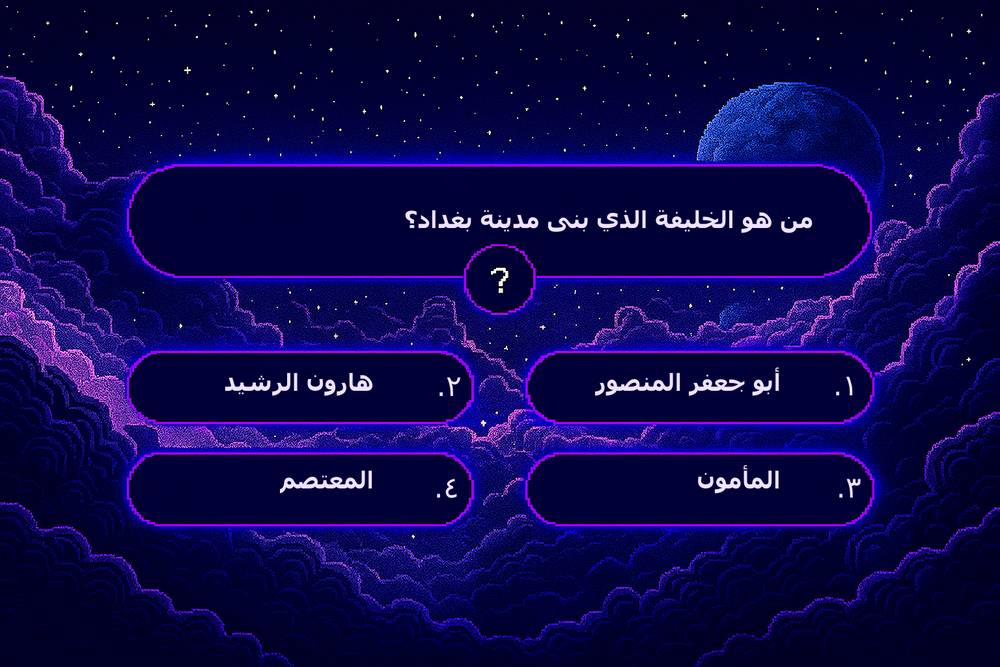 من هو الخليفة الذي بنى مدينة بغداد؟
?
١. أبو جعفر المنصور
٢. هارون الرشيد
٣. المأمون
٤. المعتصم